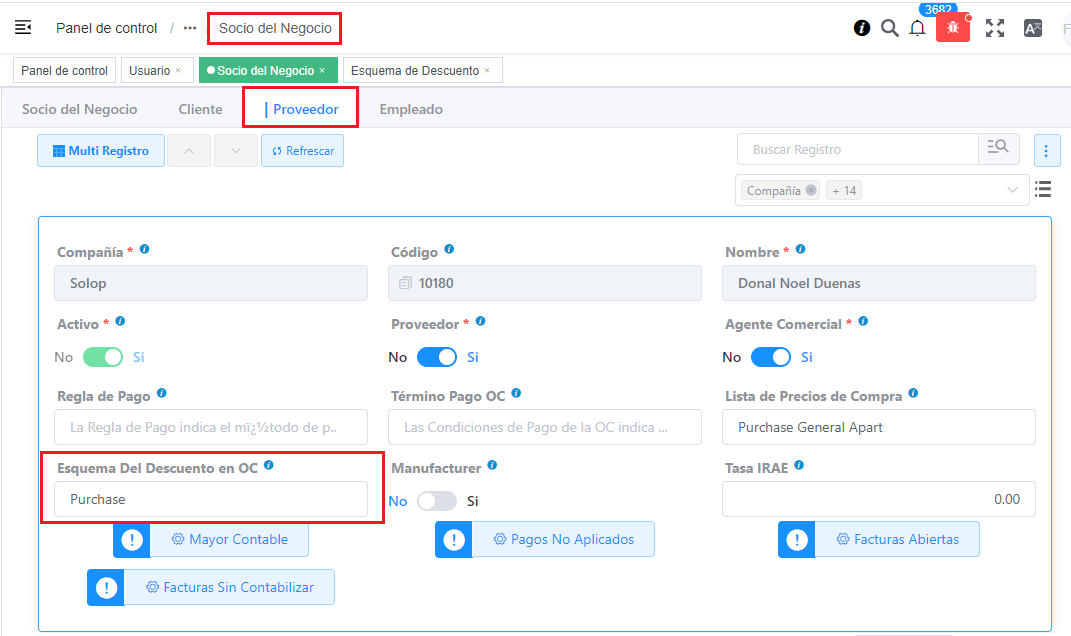 3682
Panel de control / ··· Socio del Negocio
Panel de control Usuario × Socio del Negocio × Esquema de Descuento ×
Socio del Negocio Cliente Proveedor Empleado
Multi Registro Refrescar Buscar Registro
Compañía + 14
Compañía * Código Nombre *
Solop 10180 Donal Noel Duenas
Activo * Proveedor * Agente Comercial *
No Si No Si No Si
Regla de Pago Término Pago OC Lista de Precios de Compra
La Regla de Pago indica el mï¿½todo de p.. Las Condiciones de Pago de la OC indica ... Purchase General Apart
Esquema Del Descuento en OC Manufacturer Tasa IRAE
Purchase No Si 0.00
! Mayor Contable ! Pagos No Aplicados ! Facturas Abiertas
! Facturas Sin Contabilizar